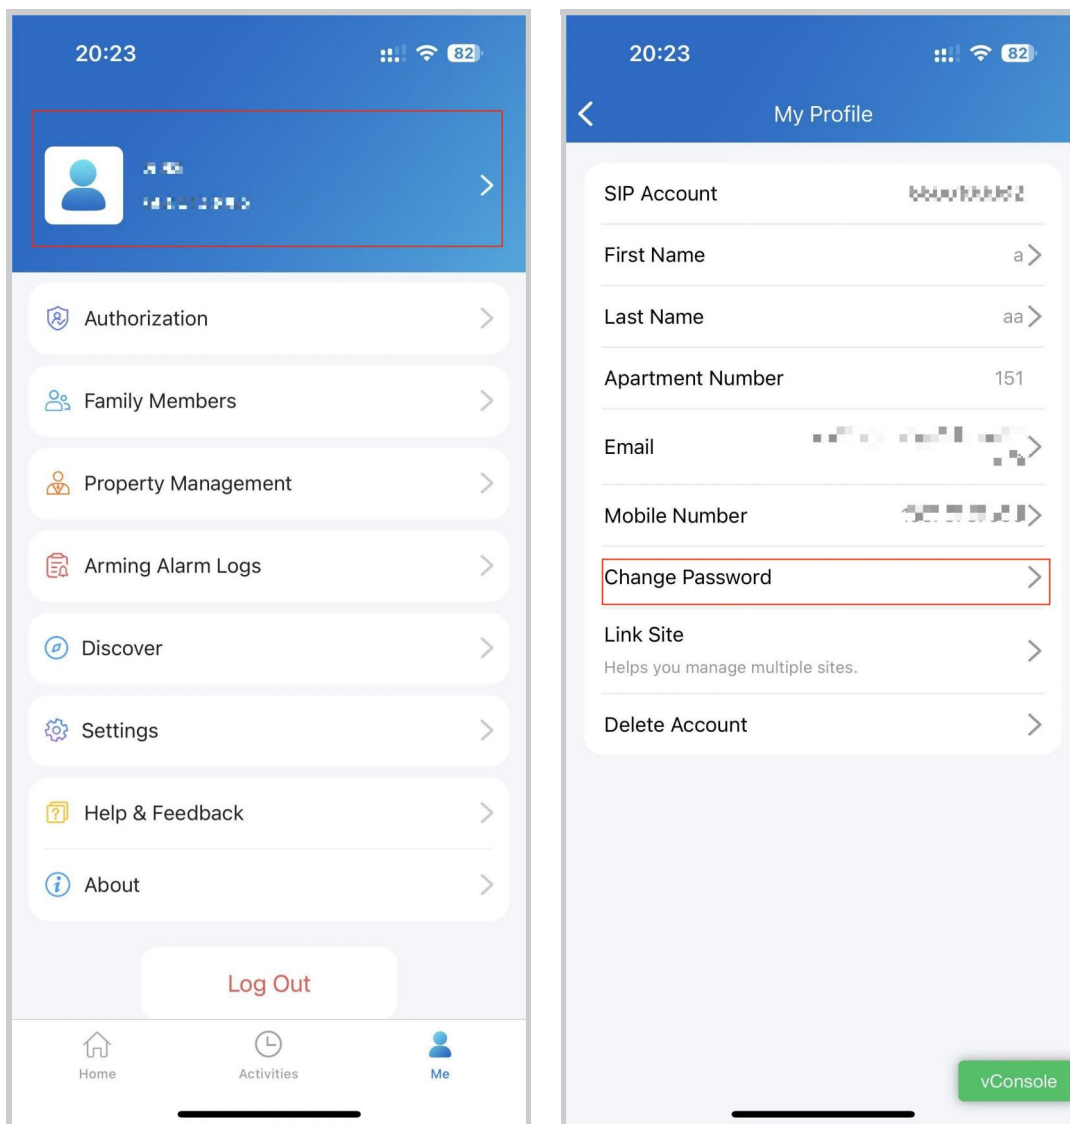 20:23
82
Authorization
Family Members
Property Management
Arming Alarm Logs
Discover
Settings
Help & Feedback
About
Log Out
Home
Activities
Me
20:23
82
My Profile
SIP Account
First Name
a
Last Name
aa
Apartment Number
151
Email
Mobile Number
Change Password
Link Site
Helps you manage multiple sites.
Delete Account
vConsole